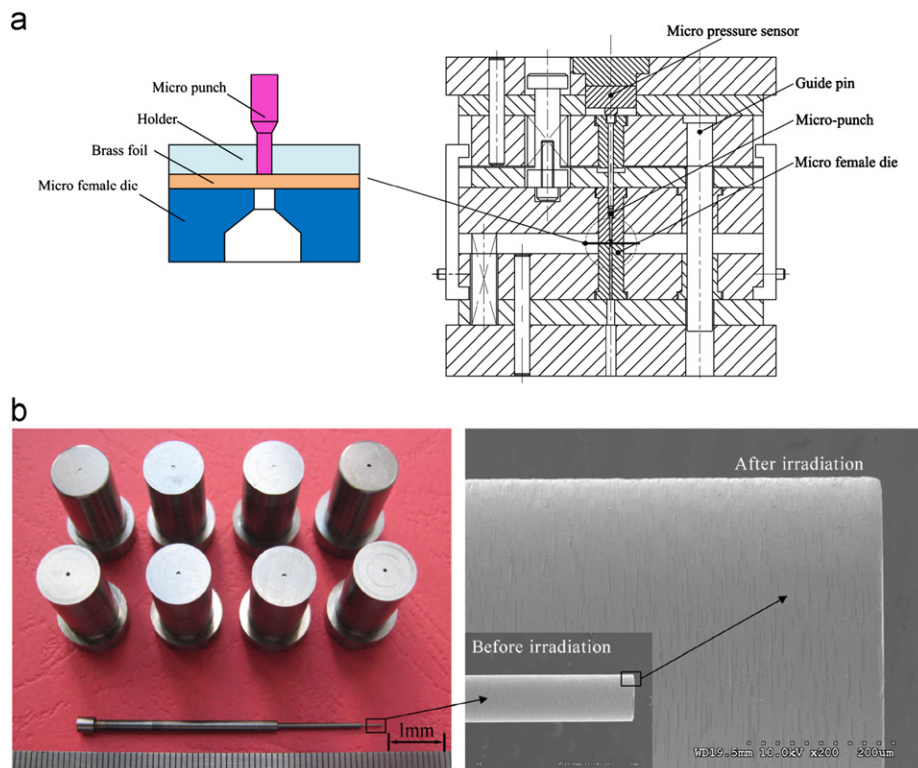 a
Micro punch
Holder
Brass foil
Micro female die
Micro pressure sensor
Guide pin
Micro-punch
Micro female die
b
1mm
After irradiation
Before irradiation
WD19.5mm 10.0kV x200 200um